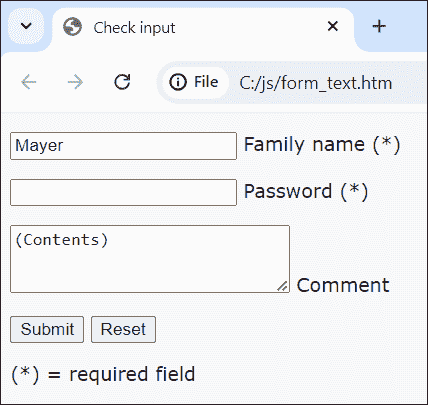 Check input
File C:/js/form_text.htm
Mayer Family name (*)
Password (*)
(Contents)
Comment
Submit Reset
(*) = required field